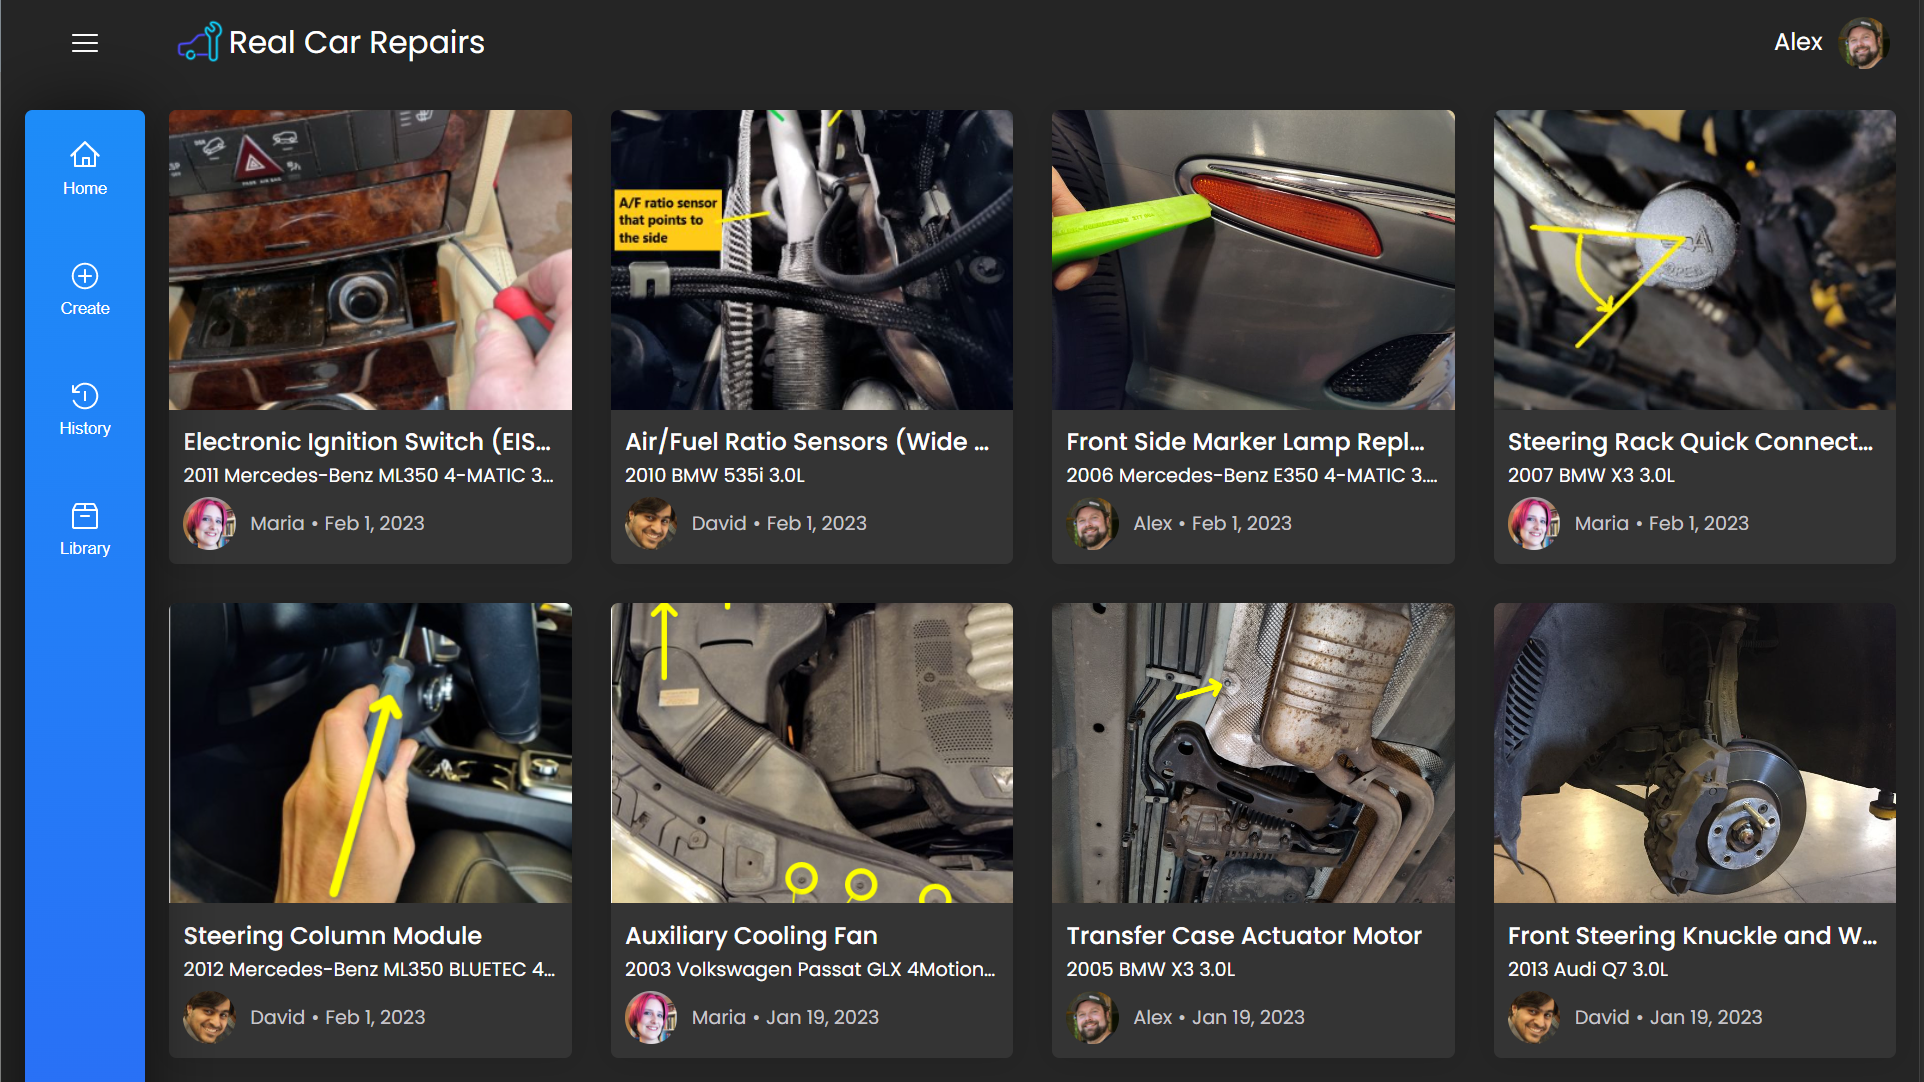 Real Car Repairs
Alex
Home
Create
History
Library
A/F ratio sensor
that points to
the side
Electronic Ignition Switch (EIS...
2011 Mercedes-Benz ML350 4-MATIC 3...
Maria • Feb 1, 2023
Air/Fuel Ratio Sensors (Wide ...
2010 BMW 535i 3.0L
David • Feb 1, 2023
Front Side Marker Lamp Repl...
2006 Mercedes-Benz E350 4-MATIC 3....
Alex • Feb 1, 2023
Steering Rack Quick Connect...
2007 BMW X3 3.0L
Maria • Feb 1, 2023
Steering Column Module
2012 Mercedes-Benz ML350 BLUETEC 4...
David • Feb 1, 2023
Auxiliary Cooling Fan
2003 Volkswagen Passat GLX 4Motion...
Maria • Jan 19, 2023
Transfer Case Actuator Motor
2005 BMW X3 3.0L
Alex • Jan 19, 2023
Front Steering Knuckle and W...
2013 Audi Q7 3.0L
David • Jan 19, 2023